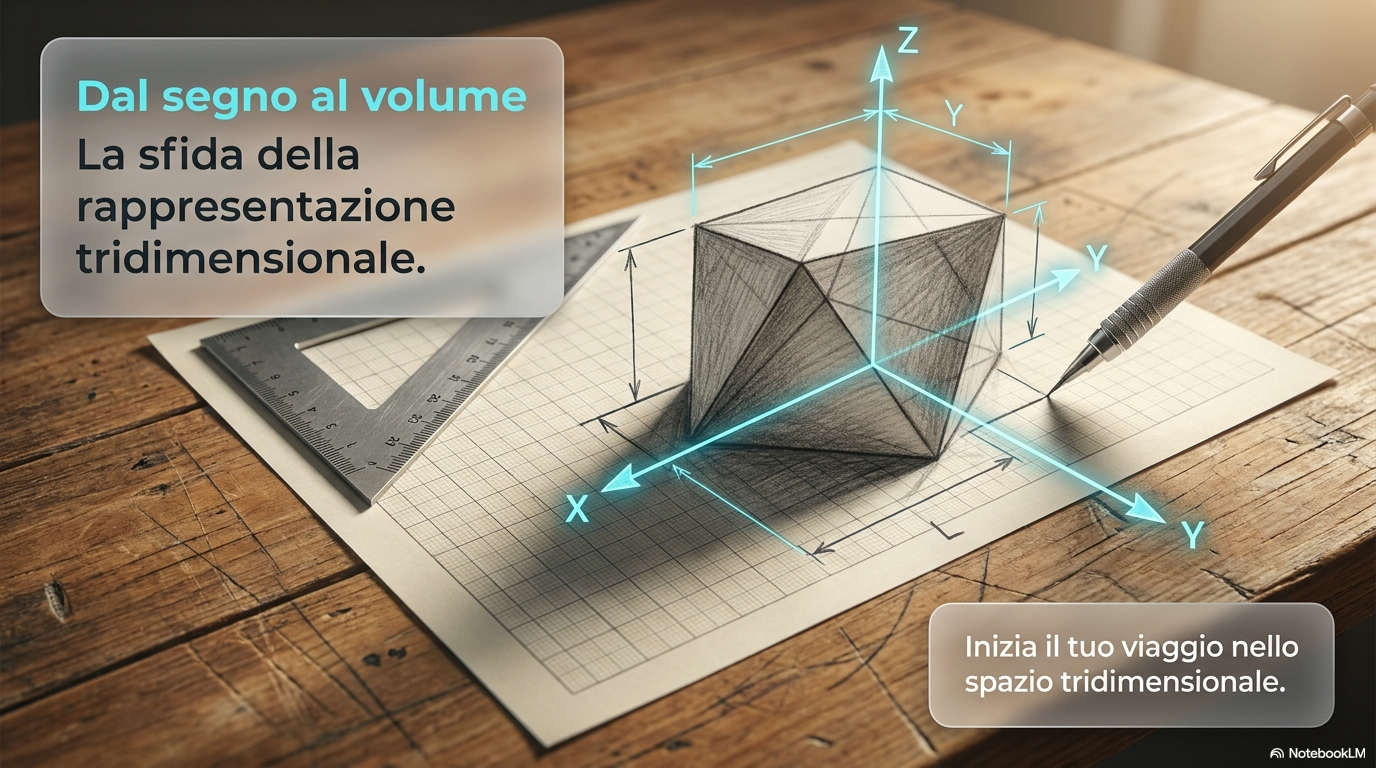 Dal segno al volume
La sfida della
rappresentazione
tridimensionale.
Z
Y
Y
X
L
Y
Inizia il tuo viaggio nello
spazio tridimensionale.
NotebookLM